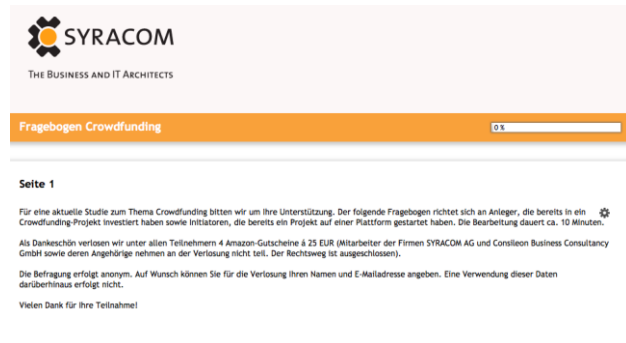 SYRACOM
THE BUSINESS AND IT ARCHITECTS
Fragebogen Crowdfunding
0 %
Seite 1
Für eine aktuelle Studie zum Thema Crowdfunding bitten wir um Ihre Unterstützung. Der folgende Fragebogen richtet sich an Anleger, die bereits in ein
Crowdfunding-Projekt investiert haben sowie Initiatoren, die bereits ein Projekt auf einer Plattform gestartet haben. Die Bearbeitung dauert ca. 10 Minuten.
Als Dankeschön verlosen wir unter allen Teilnehmern 4 Amazon-Gutscheine á 25 EUR (Mitarbeiter der Firmen SYRACOM AG und Consileon Business Consultancy
GmbH sowie deren Angehörige nehmen an der Verlosung nicht teil. Der Rechtsweg ist ausgeschlossen).
Die Befragung erfolgt anonym. Auf Wunsch können Sie für die Verlosung Ihren Namen und E-Mailadresse angeben. Eine Verwendung dieser Daten
darüberhinaus erfolgt nicht.
Vielen Dank für Ihre Teilnahme!